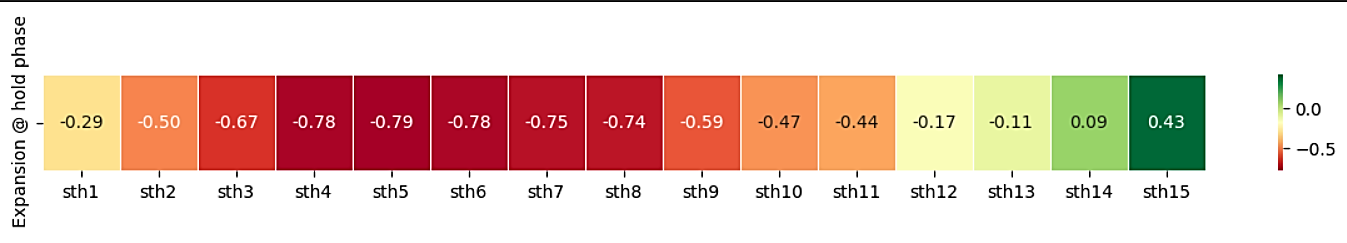 Expansion @ hold phase
-0.29 -0.50 -0.67 -0.78 -0.79 -0.78 -0.75 -0.74 -0.59 -0.47 -0.44 -0.17 -0.11 0.09 0.43
sth1 sth2 sth3 sth4 sth5 sth6 sth7 sth8 sth9 sth10 sth11 sth12 sth13 sth14 sth15
0.0
−0.5